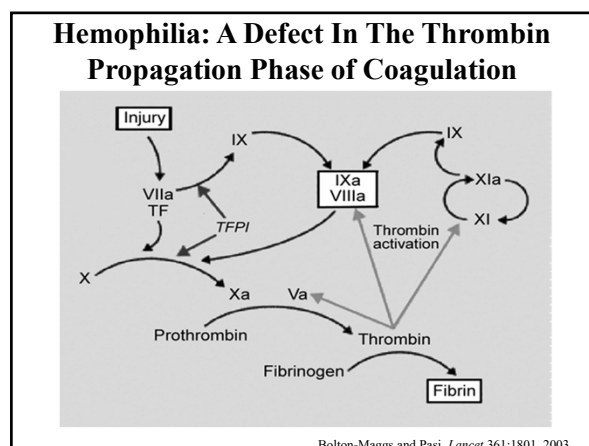 Hemophilia: A Defect In The Thrombin
Propagation Phase of Coagulation
Injury
IX
IX
IXa
VIIIa
XIa
VIIa
TF
TFPI
Thrombin
activation
XI
X
Xa
Va
Prothrombin
Thrombin
Fibrinogen
Fibrin
Bolton-Maggs and Pasi, Lancet 361:1801, 2003